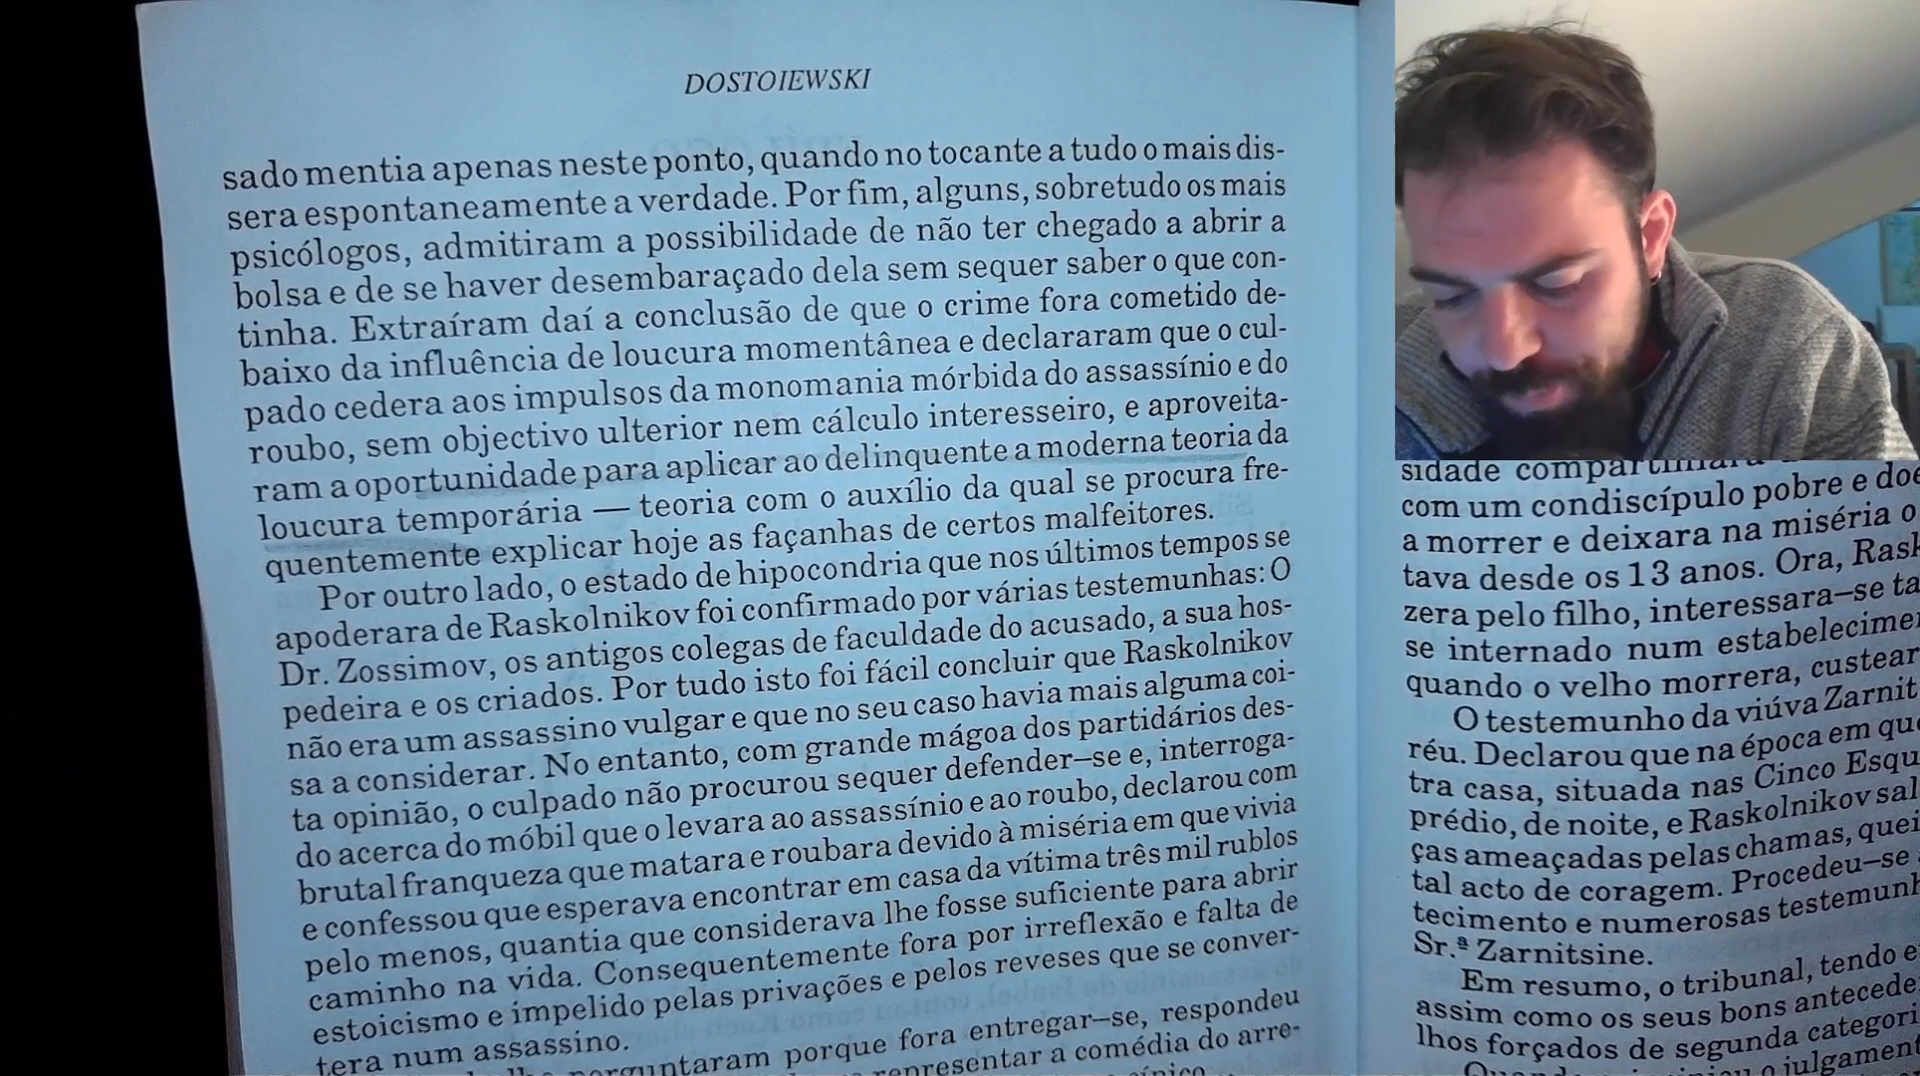 DOSTOIEWSKI
sado mentia apenas neste ponto, quando no tocante a tudo o mais dis-
sera espontaneamente a verdade. Por fim, alguns, sobretudo os mais
psicólogos, admitiram a possibilidade de não ter chegado a abrir a
bolsa e de se haver desembaraçado dela sem sequer saber o que con-
tinha. Extraíram daí a conclusão de que o crime fora cometido de-
baixo da influência de loucura momentânea e declararam que o cul-
pado cedera aos impulsos da monomania mórbida do assassínio e do
roubo, sem objectivo ulterior nem cálculo interesseiro, e aproveita-
ram a oportunidade para aplicar ao delinquente a moderna teoria da
loucura temporária — teoria com o auxílio da qual se procura fre-
quentemente explicar hoje as façanhas de certos malfeitores.
Por outro lado, o estado de hipocondria que nos últimos tempos se
apoderara de Raskolnikov foi confirmado por várias testemunhas: O
Dr. Zossimov, os antigos colegas de faculdade do acusado, a sua hos-
pedeira e os criados. Por tudo isto foi fácil concluir que Raskolnikov
não era um assassino vulgar e que no seu caso havia mais alguma coi-
sa a considerar. No entanto, com grande mágoa dos partidários des-
ta opinião, o culpado não procurou sequer defender–se e, interroga-
do acerca do móbil que o levara ao assassínio e ao roubo, declarou com
brutal franqueza que matara e roubara devido à miséria em que vivia
e confessou que esperava encontrar em casa da vítima três mil rublos
pelo menos, quantia que considerava lhe fosse suficiente para abrir
caminho na vida. Consequentemente fora por irreflexão e falta de
estoicismo e impelido pelas privações e pelos reveses que se conver-
tera num assassino.
perguntaram porque fora entregar–se, respondeu
representar a comédia do arre-
sidade
com um condiscípulo pobre e doe
a morrer e deixara na miséria o
tava desde os 13 anos. Ora, Rask
zera pelo filho, interessara–se ta
se internado num estabelecime
quando o velho morrera, custear
O testemunho da viúva Zarnit
réu. Declarou que na época em que
tra casa, situada nas Cinco Esqu
prédio, de noite, e Raskolnikov sal
ças ameaçadas pelas chamas, quei
tal acto de coragem. Procedeu–se
tecimento e numerosas testemunh
Sr.ª Zarnitsine.
Em resumo, o tribunal, tendo e
assim como os seus bons antecede
lhos forçados de segunda categori
o julgament